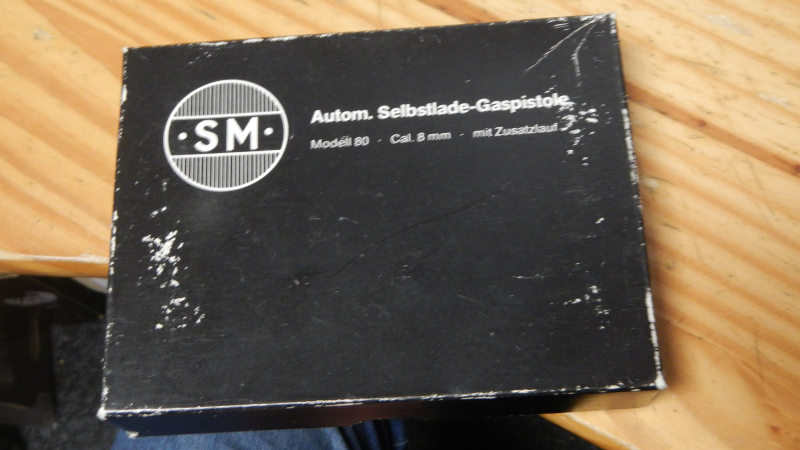 ·SM·
Autom. Selbstlade-Gaspistole
Modell 80 · Cal. 8 mm · mit Zusatzlauf